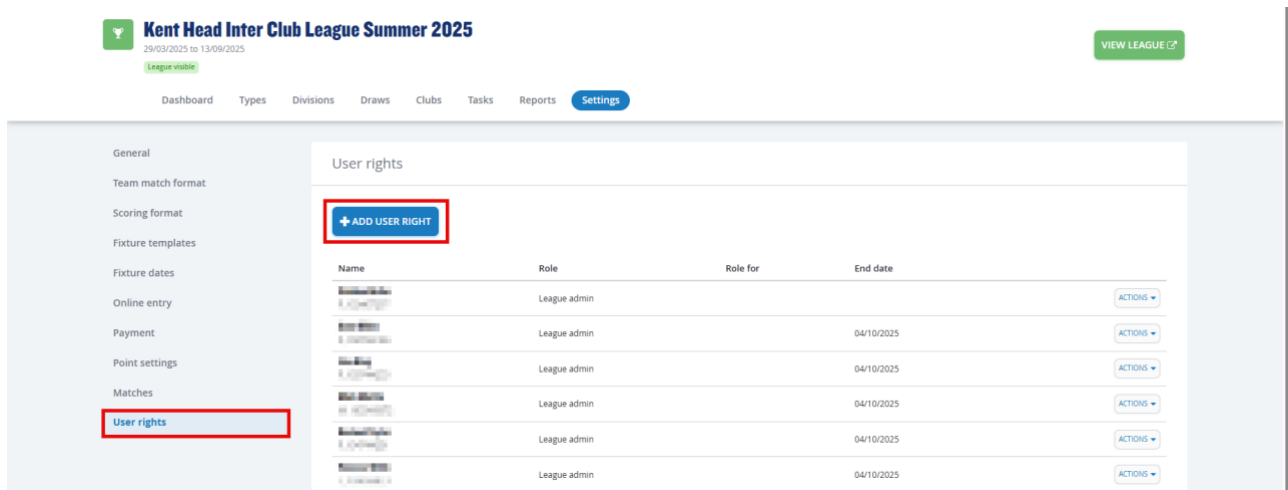 Kent Head Inter Club League Summer 2025
29/03/2025 to 13/09/2025
League visible
VIEW LEAGUE
Dashboard Types Divisions Draws Clubs Tasks Reports Settings
General
Team match format
Scoring format
Fixture templates
Fixture dates
Online entry
Payment
Point settings
Matches
User rights
User rights
ADD USER RIGHT
Name Role Role for End date
League admin ACTIONS
League admin 04/10/2025 ACTIONS
League admin 04/10/2025 ACTIONS
League admin 04/10/2025 ACTIONS
League admin 04/10/2025 ACTIONS
League admin 04/10/2025 ACTIONS